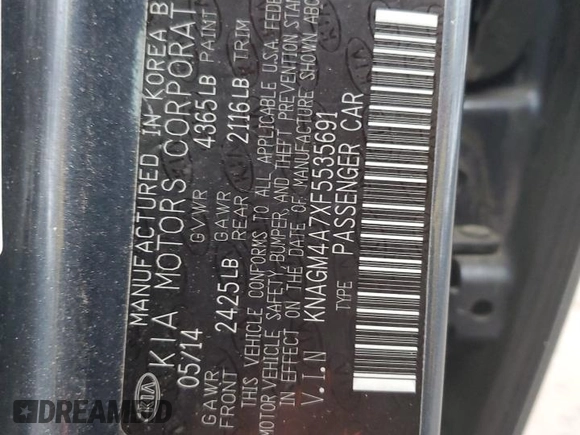 MANUFACTURED IN KOREA B
KIA MOTORS CORPORAT
05/14 GVWR 4365LB PAINT
GAWR FRONT 2425LB GAWR REAR 2116LB TRIM
THIS VEHICLE CONFORMS TO ALL APPLICABLE U.S.A. FEDE
MOTOR VEHICLE SAFETY BUMPER, AND THEFT PREVENTION STAN
IN EFFECT ON THE DATE OF MANUFACTURE SHOWN ABO
V.I.N KNAGM4A7XF5535691
TYPE PASSENGER CAR
KIA